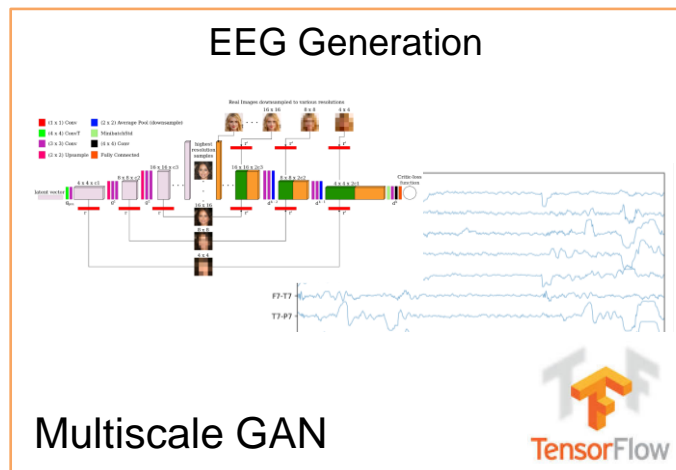 EEG Generation
Real Images downsampled to various resolutions
16 x 16
8 x 8
4 x 4
(1 x 1) Conv
(2 x 2) Average Pool (downsample)
(4 x 4) ConvT
MinibatchStd
(3 x 3) Conv
(4 x 4) Conv
(2 x 2) Upsample
Fully Connected
highest
resolution
samples
Critic loss
function
16 x 16 x c3
16 x 16 x 2c3
8 x 8 x c2
8 x 8 x 2c2
4 x 4 x c1
4 x 4 x 2c1
latent vector
16 x 16
8 x 8
4 x 4
F7-T7
T7-P7
Multiscale GAN
TensorFlow